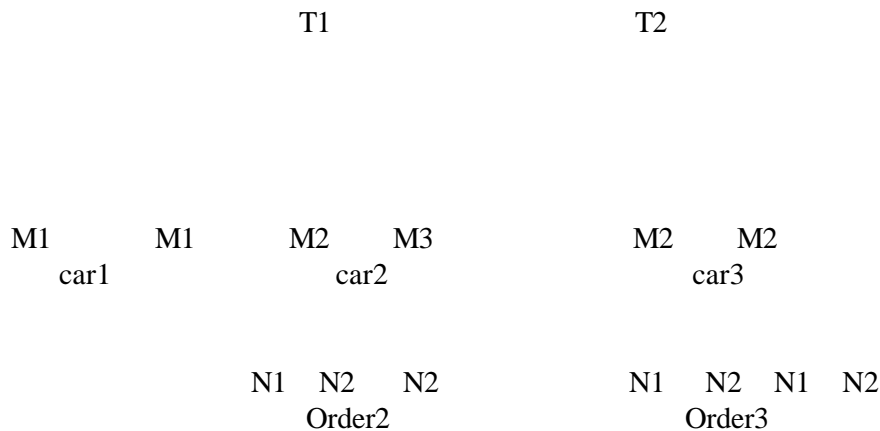 T1 T2
M1 M1 M2 M3 M2 M2
car1 car2 car3
N1 N2 N2 N1 N2 N1 N2
Order2 Order3